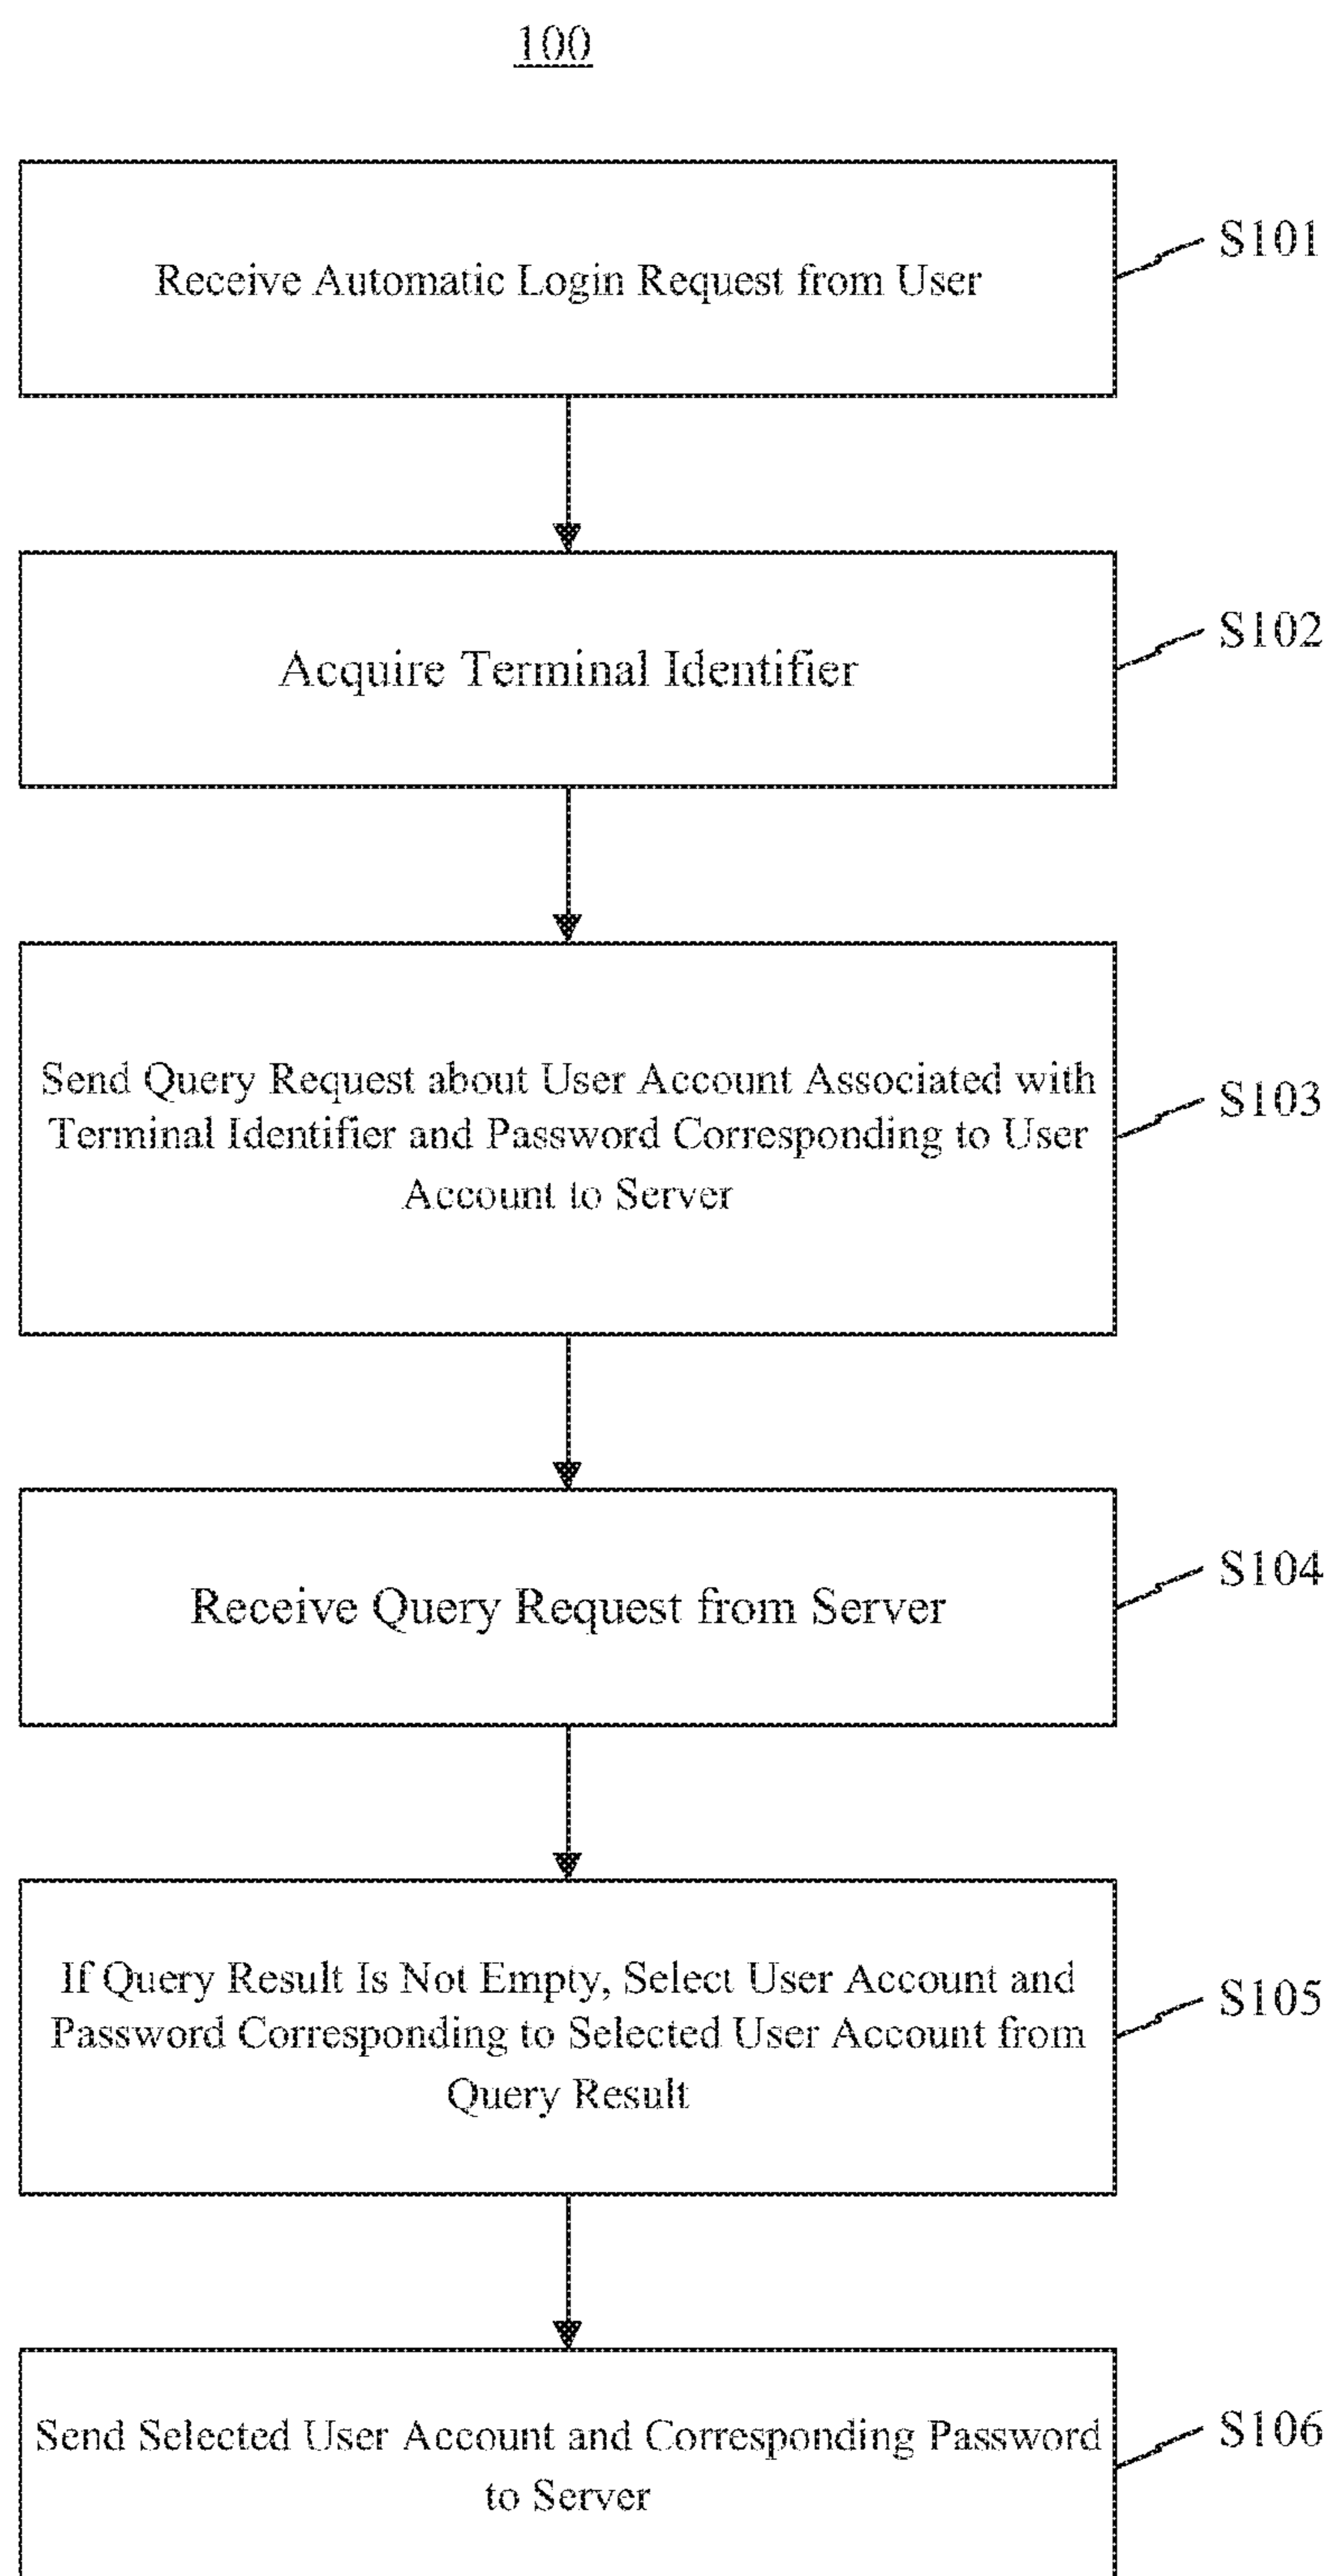 100
Receive Automatic Login Request from User
S101
Acquire Terminal Identifier
S102
Send Query Request about User Account Associated with
Terminal Identifier and Password Corresponding to User
Account to Server
S103
Receive Query Request from Server
S104
If Query Result Is Not Empty, Select User Account and
Password Corresponding to Selected User Account from
Query Result
S105
Send Selected User Account and Corresponding Password
to Server
S106